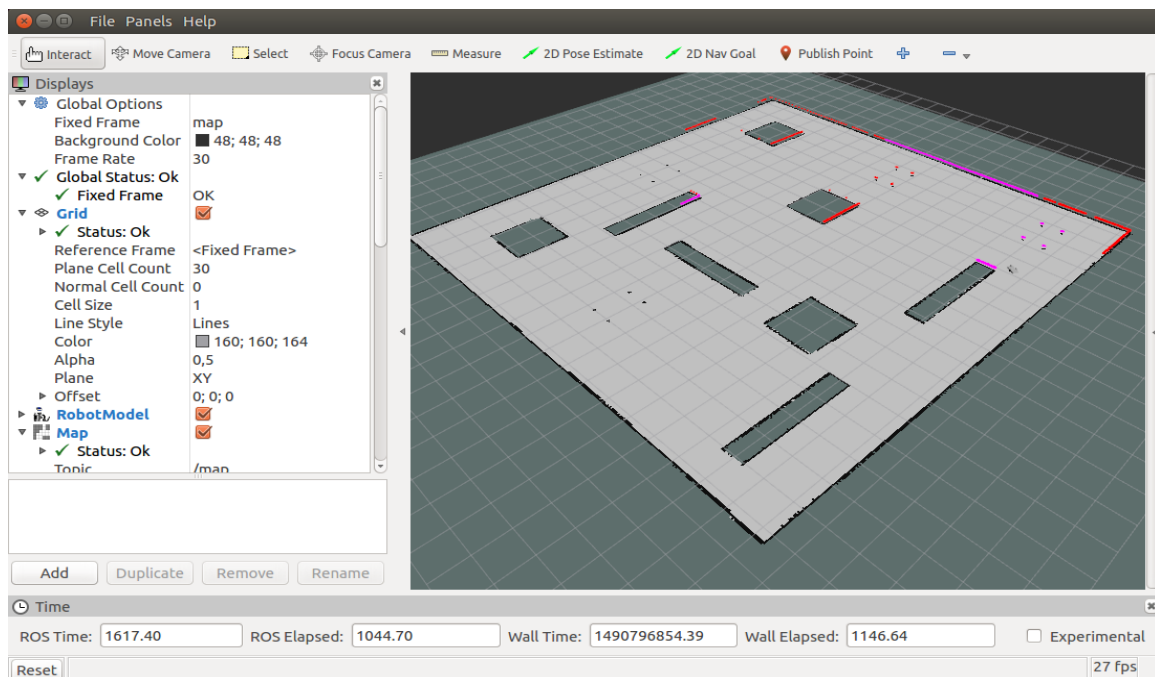 File Panels Help
Interact Move Camera Select Focus Camera Measure 2D Pose Estimate 2D Nav Goal Publish Point
Displays
Global Options
Fixed Frame map
Background Color 48; 48; 48
Frame Rate 30
Global Status: Ok
Fixed Frame OK
Grid
Status: Ok
Reference Frame <Fixed Frame>
Plane Cell Count 30
Normal Cell Count 0
Cell Size 1
Line Style Lines
Color 160; 160; 164
Alpha 0,5
Plane XY
Offset 0; 0; 0
RobotModel
Map
Status: Ok
Topic /map
Add Duplicate Remove Rename
Time
ROS Time: 1617.40 ROS Elapsed: 1044.70 Wall Time: 1490796854.39 Wall Elapsed: 1146.64 Experimental
Reset 27 fps